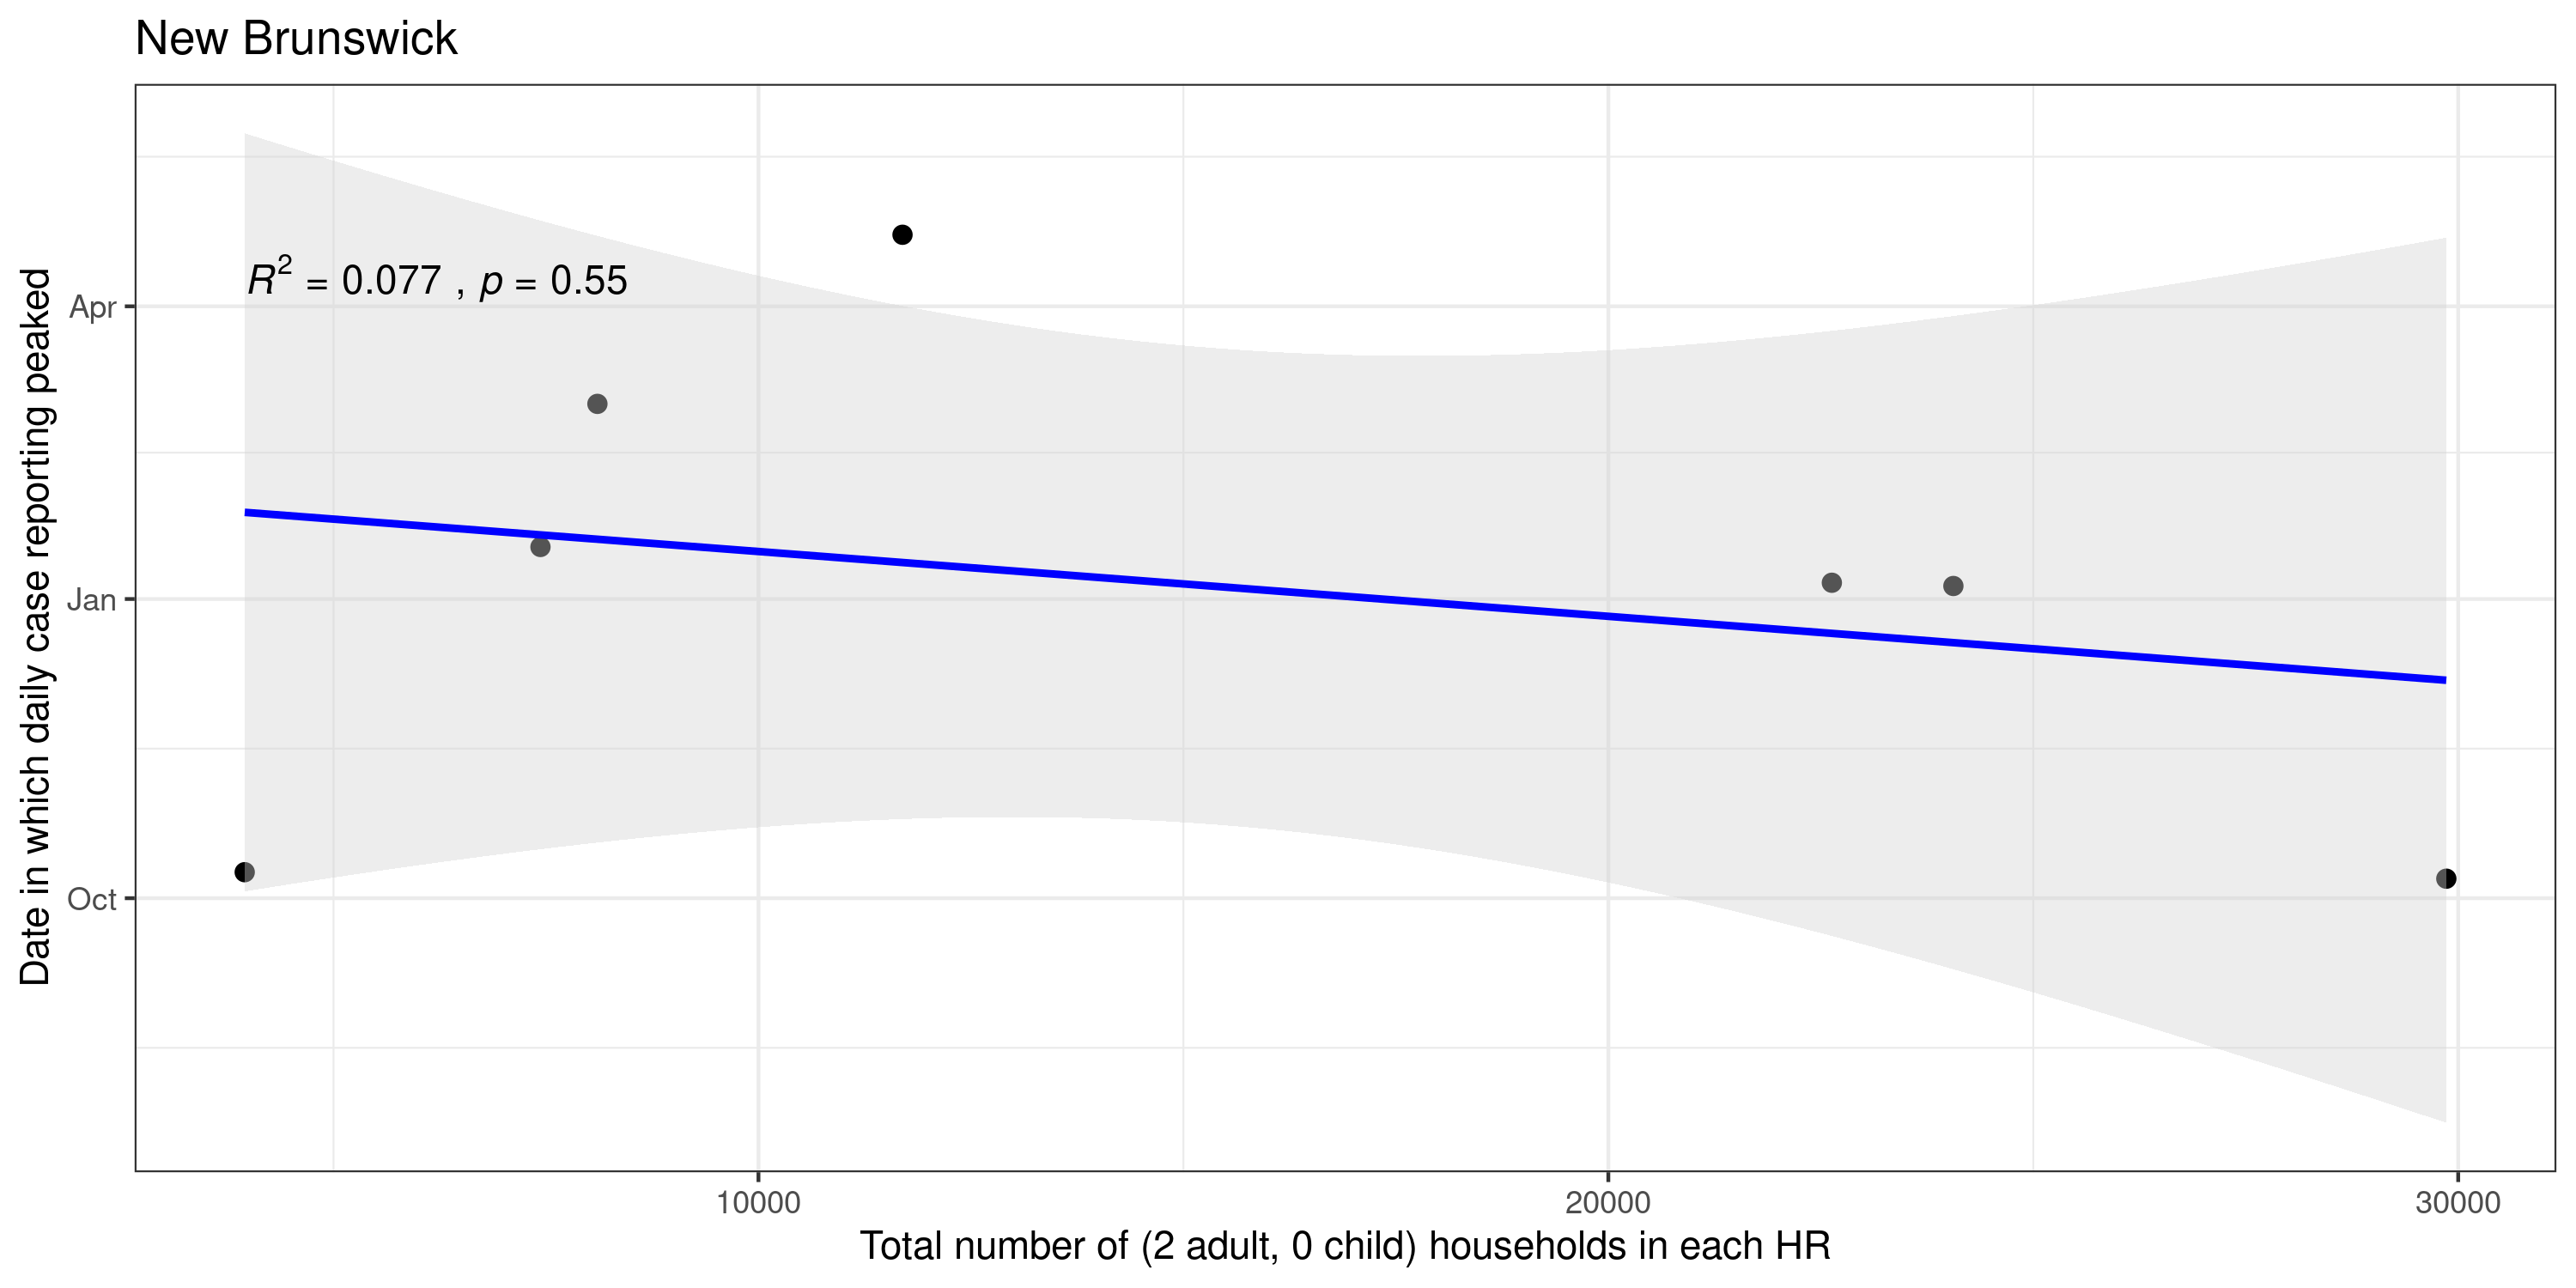 New Brunswick
Date in which daily case reporting peaked
R² = 0.077 , p = 0.55
Apr
Jan
Oct
10000 20000 30000
Total number of (2 adult, 0 child) households in each HR